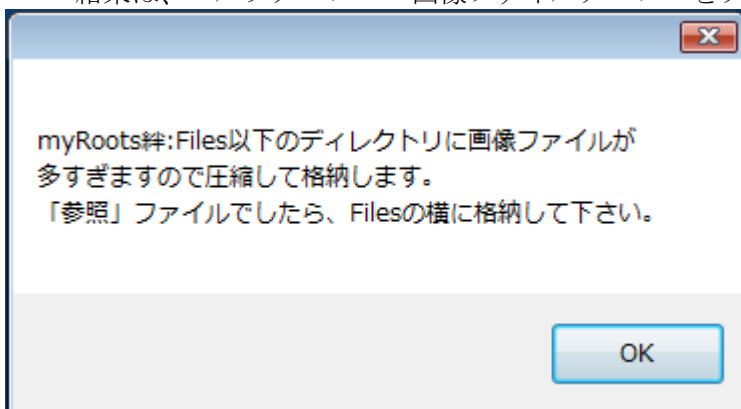 myRoots絆:Files以下のディレクトリに画像ファイルが
多すぎますので圧縮して格納します。
「参照」ファイルでしたら、Filesの横に格納して下さい。
OK